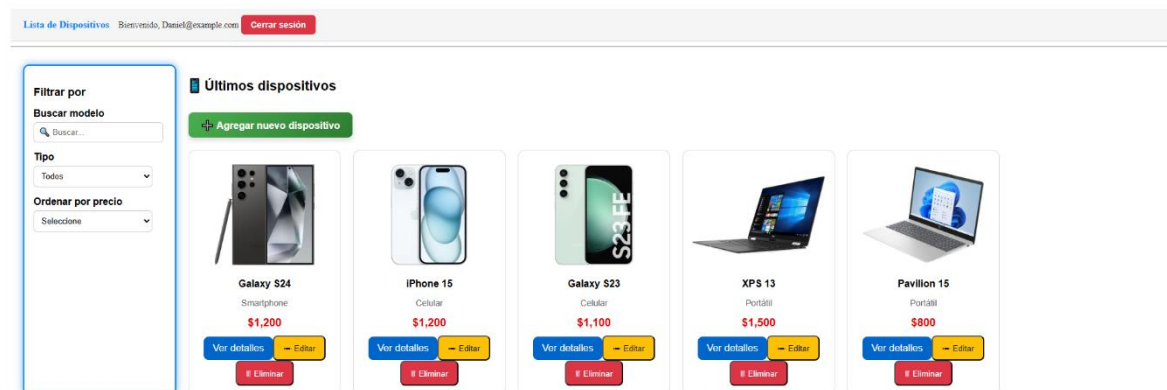 Lista de Dispositivos Bienvenido, Daniel@example.com Cerrar sesión
Filtrar por
Buscar modelo
Buscar...
Tipo
Todos
Ordenar por precio
Seleccione
Últimos dispositivos
Agregar nuevo dispositivo
S23 FE
Galaxy S24
Smartphone
$1,200
Ver detalles Editar
Eliminar
iPhone 15
Celular
$1,200
Ver detalles Editar
Eliminar
Galaxy S23
Celular
$1,100
Ver detalles Editar
Eliminar
XPS 13
Portátil
$1,500
Ver detalles Editar
Eliminar
Pavilion 15
Portátil
$800
Ver detalles Editar
Eliminar